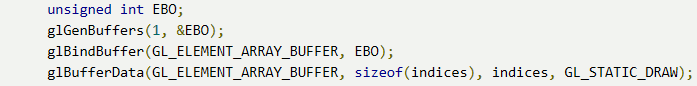 unsigned int EBO;
glGenBuffers(1, &EBO);
glBindBuffer(GL_ELEMENT_ARRAY_BUFFER, EBO);
glBufferData(GL_ELEMENT_ARRAY_BUFFER, sizeof(indices), indices, GL_STATIC_DRAW);